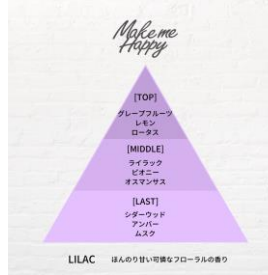 Make me
Happy
[TOP]
グレープフルーツ
レモン
ロータス
[MIDDLE]
ライラック
ピオニー
オスマンサス
[LAST]
シダーウッド
アンバー
ムスク
LILAC ほんのり甘い可憐なフローラルの香り